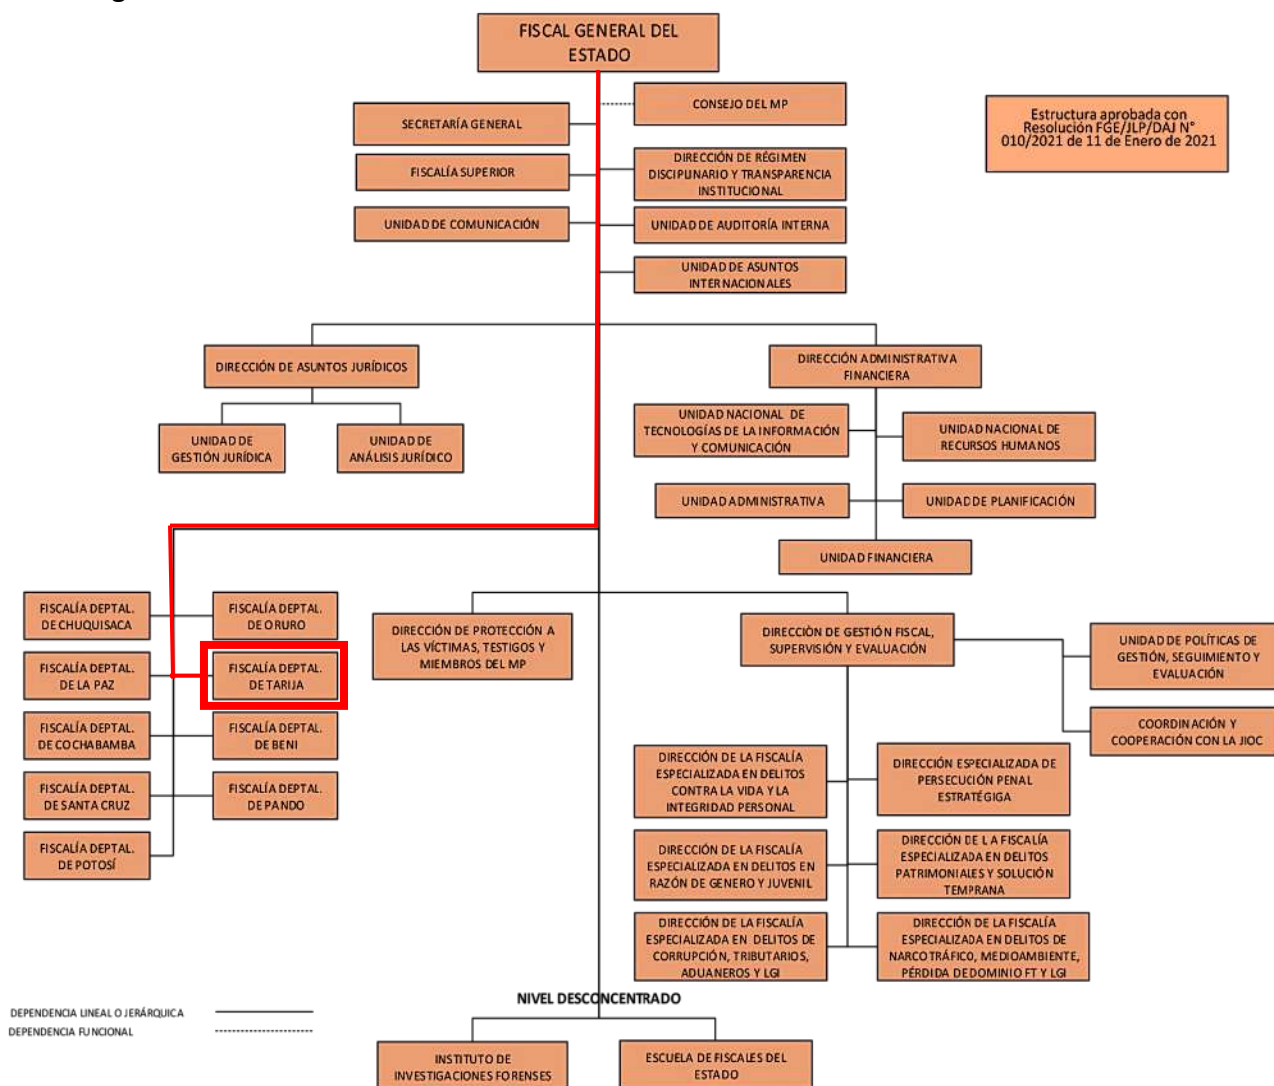 FISCAL GENERAL DEL
ESTADO
CONSEJO DEL MP
SECRETARÍA GENERAL
Estructura aprobada con
Resolución FGE/JLP/DAJ N°
010/2021 de 11 de Enero de 2021
FISCALÍA SUPERIOR
DIRECCIÓN DE RÉGIMEN
DISCIPLINARIO Y TRANSPARENCIA
INSTITUCIONAL
UNIDAD DE COMUNICACIÓN
UNIDAD DE AUDITORÍA INTERNA
UNIDAD DE ASUNTOS
INTERNACIONALES
DIRECCIÓN DE ASUNTOS JURÍDICOS
DIRECCIÓN ADMINISTRATIVA
FINANCIERA
UNIDAD DE
GESTIÓN JURÍDICA
UNIDAD DE
ANÁLISIS JURÍDICO
UNIDAD NACIONAL DE
TECNOLOGÍAS DE LA INFORMACIÓN
Y COMUNICACIÓN
UNIDAD NACIONAL DE
RECURSOS HUMANOS
UNIDAD ADMINISTRATIVA
UNIDAD DE PLANIFICACIÓN
UNIDAD FINANCIERA
FISCALÍA DEPTAL.
DE CHUQUISACA
FISCALÍA DEPTAL.
DE ORURO
FISCALÍA DEPTAL.
DE LA PAZ
FISCALÍA DEPTAL.
DE TARIJA
FISCALÍA DEPTAL.
DE COCHABAMBA
FISCALÍA DEPTAL.
DE BENI
FISCALÍA DEPTAL.
DE SANTA CRUZ
FISCALÍA DEPTAL.
DE PANDO
FISCALÍA DEPTAL.
DE POTOSÍ
DIRECCIÓN DE PROTECCIÓN A
LAS VÍCTIMAS, TESTIGOS Y
MIEMBROS DEL MP
DIRECCIÒN DE GESTIÓN FISCAL,
SUPERVISIÓN Y EVALUACIÓN
UNIDAD DE POLÍTICAS DE
GESTIÓN, SEGUIMIENTO Y
EVALUACIÓN
COORDINACIÓN Y
COOPERACIÓN CON LA JIOC
DIRECCIÓN DE LA FISCALÍA
ESPECIALIZADA EN DELITOS
CONTRA LA VIDA Y LA
INTEGRIDAD PERSONAL
DIRECCIÓN ESPECIALIZADA DE
PERSECUCIÓN PENAL
ESTRATÉGIGA
DIRECCIÓN DE LA FISCALÍA
ESPECIALIZADA EN DELITOS EN
RAZÓN DE GENERO Y JUVENIL
DIRECCIÓN DE LA FISCALÍA
ESPECIALIZADA EN DELITOS
PATRIMONIALES Y SOLUCIÓN
TEMPRANA
DIRECCIÓN DE LA FISCALÍA
ESPECIALIZADA EN DELITOS DE
CORRUPCIÓN, TRIBUTARIOS,
ADUANEROS Y LGI
DIRECCIÓN DE LA FISCALÍA
ESPECIALIZADA EN DELITOS DE
NARCOTRÁFICO, MEDIOAMBIENTE,
PÉRDIDA DE DOMINIO FT Y LGI
NIVEL DESCONCENTRADO
DEPENDENCIA LINEAL O JERÁRQUICA
DEPENDENCIA FUNCIONAL
INSTITUTO DE
INVESTIGACIONES FORENSES
ESCUELA DE FISCALES DEL
ESTADO